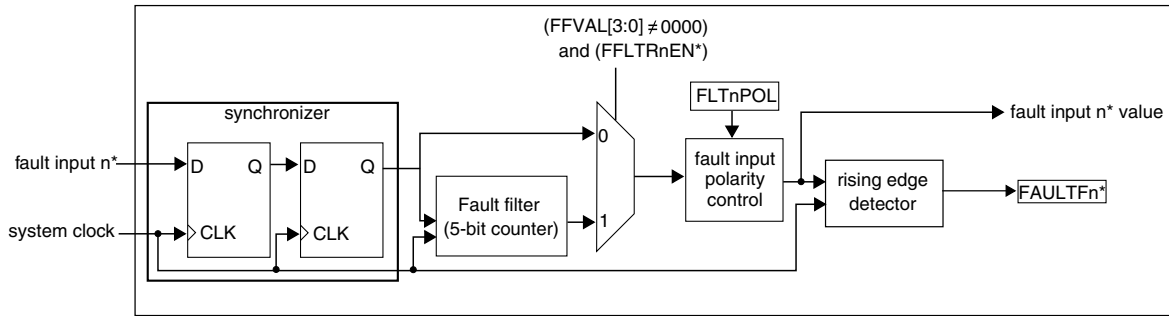 (FFVAL[3:0] ≠ 0000)
and (FFLTRnEN*)
synchronizer
FLTnPOL
fault input n* value
fault input n*
D Q
D Q
0
fault input
polarity
control
rising edge
detector
FAULTFn*
Fault filter
(5-bit counter)
1
system clock
CLK
CLK